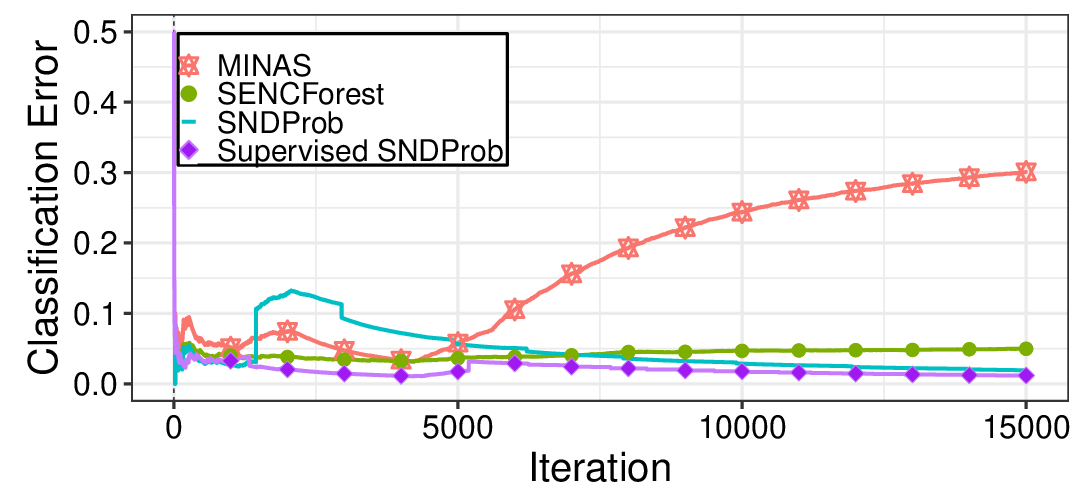 Classification Error
0.5
0.4
0.3
0.2
0.1
0.0
MINAS
SENCForest
SNDProb
Supervised SNDProb
0 5000 10000 15000
Iteration